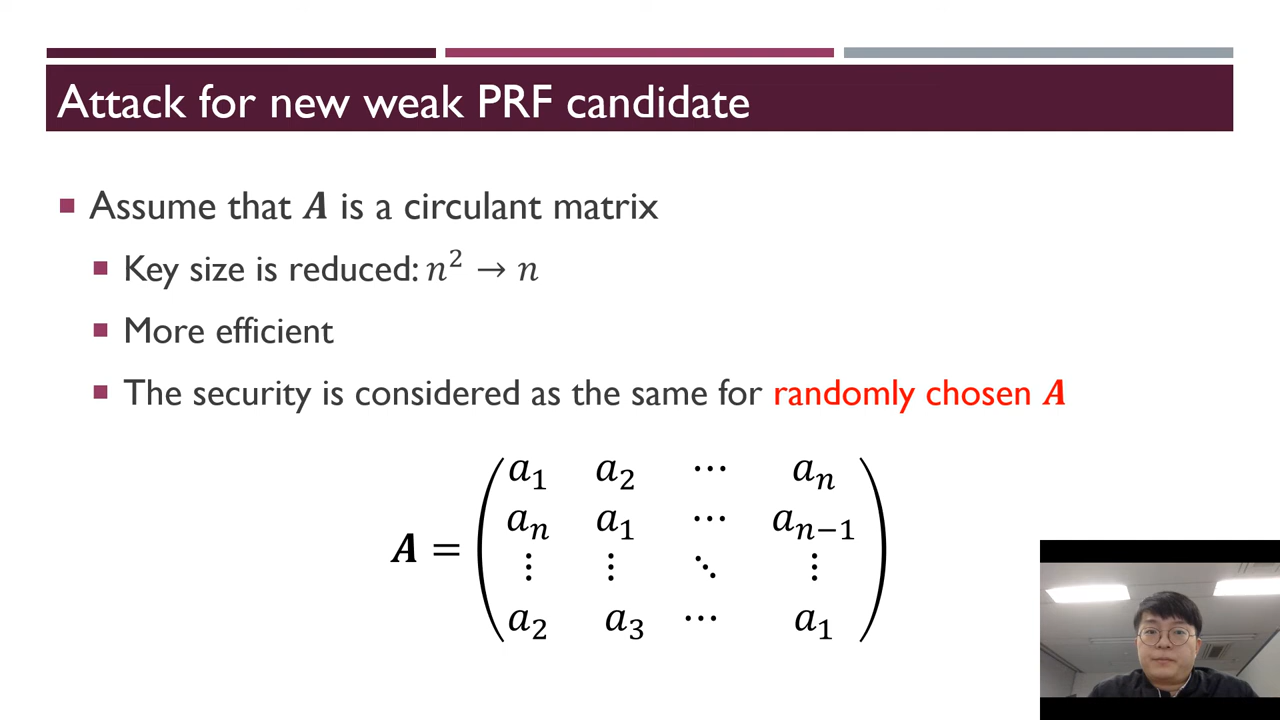 Attack for new weak PRF candidate
Assume that A is a circulant matrix
Key size is reduced: n² → n
More efficient
The security is considered as the same for randomly chosen A
A = ( a₁ a₂ ⋯ aₙ
aₙ a₁ ⋯ aₙ₋₁
⋮ ⋮ ⋱ ⋮
a₂ a₃ ⋯ a₁ )